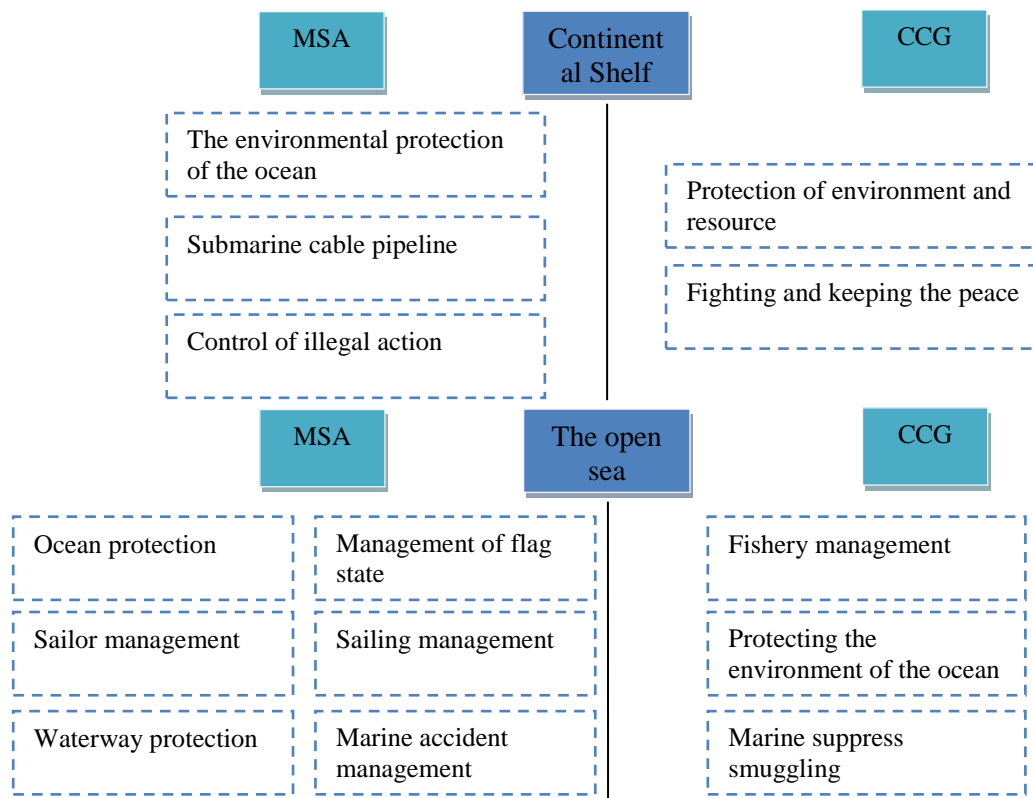 MSA
Continent
al Shelf
CCG
The environmental protection
of the ocean
Submarine cable pipeline
Control of illegal action
Protection of environment and
resource
Fighting and keeping the peace
MSA
The open
sea
CCG
Ocean protection
Management of flag
state
Fishery management
Sailor management
Sailing management
Protecting the
environment of the ocean
Waterway protection
Marine accident
management
Marine suppress
smuggling